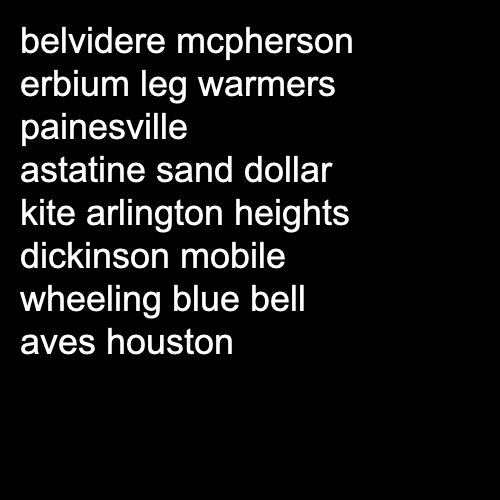 belvidere mcpherson
erbium leg warmers
painesville
astatine sand dollar
kite arlington heights
dickinson mobile
wheeling blue bell
aves houston